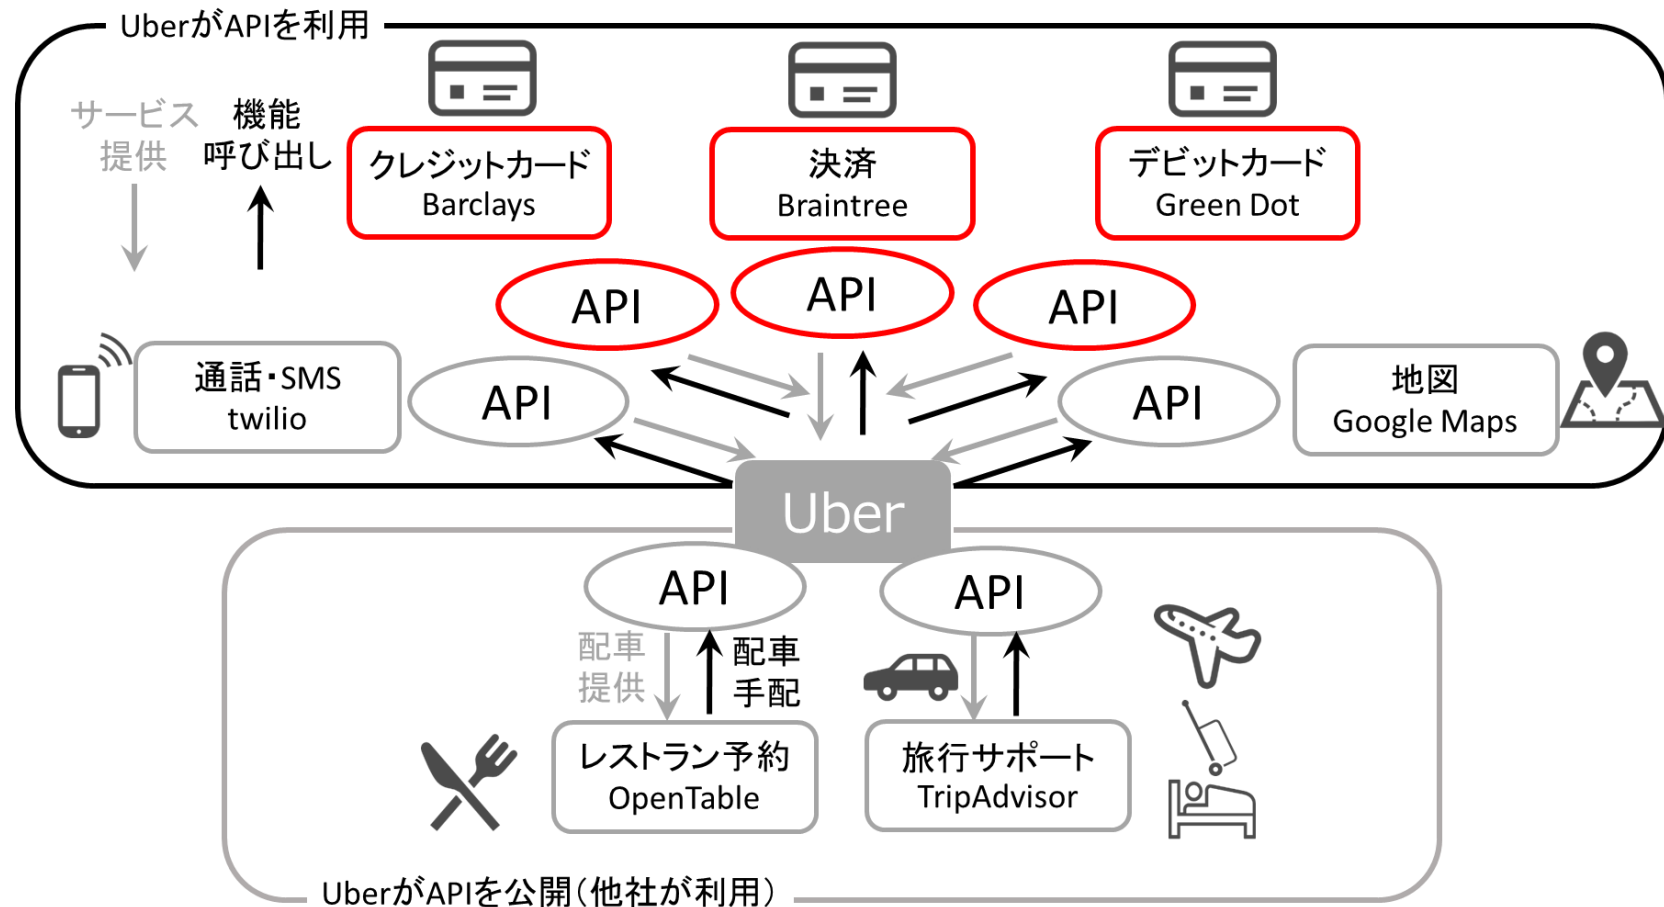 UberがAPIを利用
サービス
提供
機能
呼び出し
クレジットカード
Barclays
決済
Braintree
デビットカード
Green Dot
API
API
API
通話・SMS
twilio
API
API
地図
Google Maps
Uber
API
API
配車
提供
配車
手配
レストラン予約
OpenTable
旅行サポート
TripAdvisor
UberがAPIを公開(他社が利用)